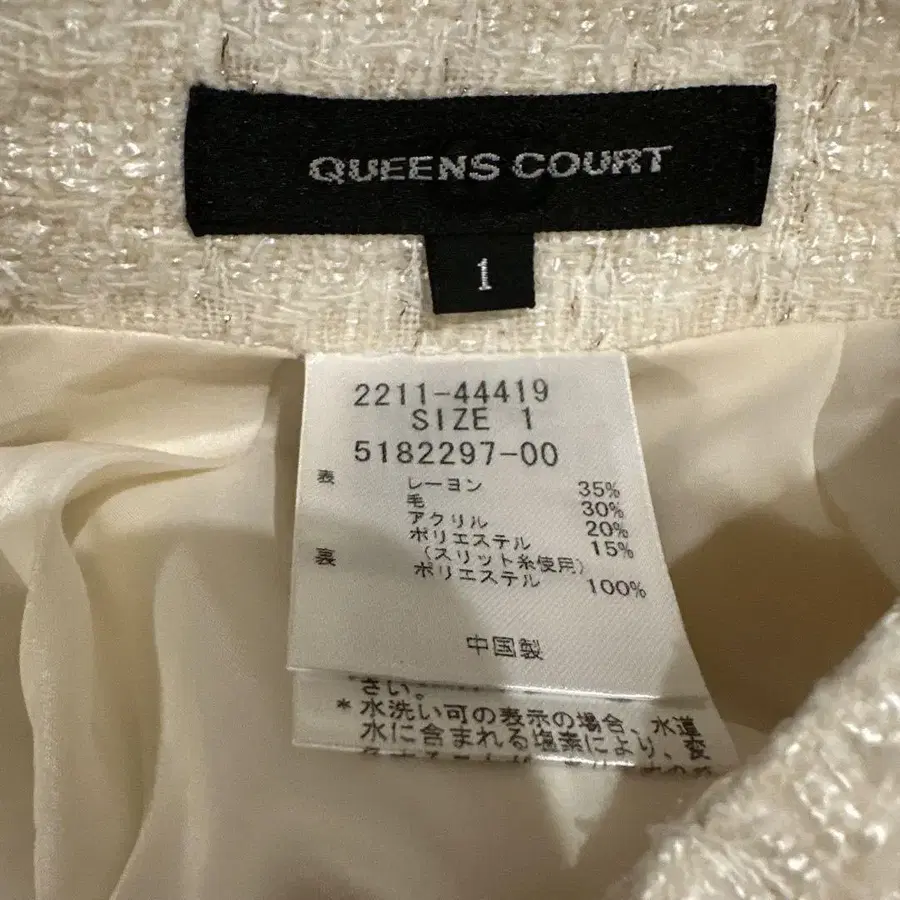 QUEENS COURT
1
2211-44419
SIZE 1
5182297-00
表 レーヨン 35%
毛 30%
アクリル 20%
ポリエステル 15%
(スリット糸使用)
裏 ポリエステル 100%
中国製
さい。
*水洗い可の表示の場合、水道
水に含まれる塩素により、変